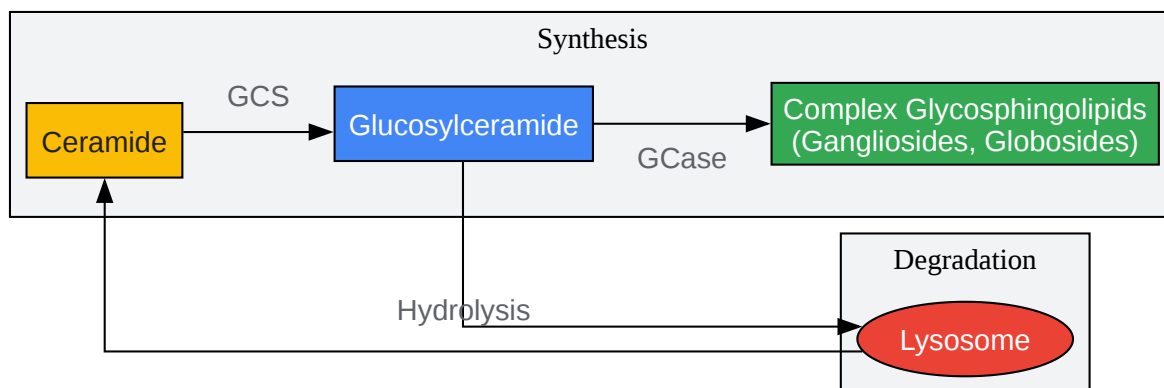 Synthesis
GCS
Ceramide
Glucosylceramide
GCase
Complex Glycosphingolipids
(Gangliosides, Globosides)
Degradation
Hydrolysis
Lysosome